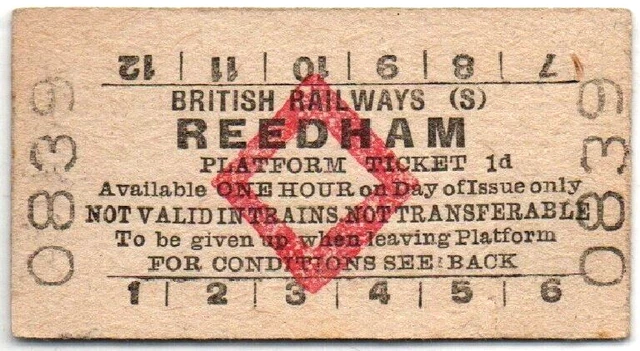 12 | 11 | 10 | 9 | 8 | 7
BRITISH RAILWAYS (S)
REEDHAM
PLATFORM TICKET 1d
Available ONE HOUR on Day of Issue only
NOT VALID IN TRAINS. NOT TRANSFERABLE
To be given up when leaving Platform
FOR CONDITIONS SEE BACK
1 | 2 | 3 | 4 | 5 | 6
0839
0839